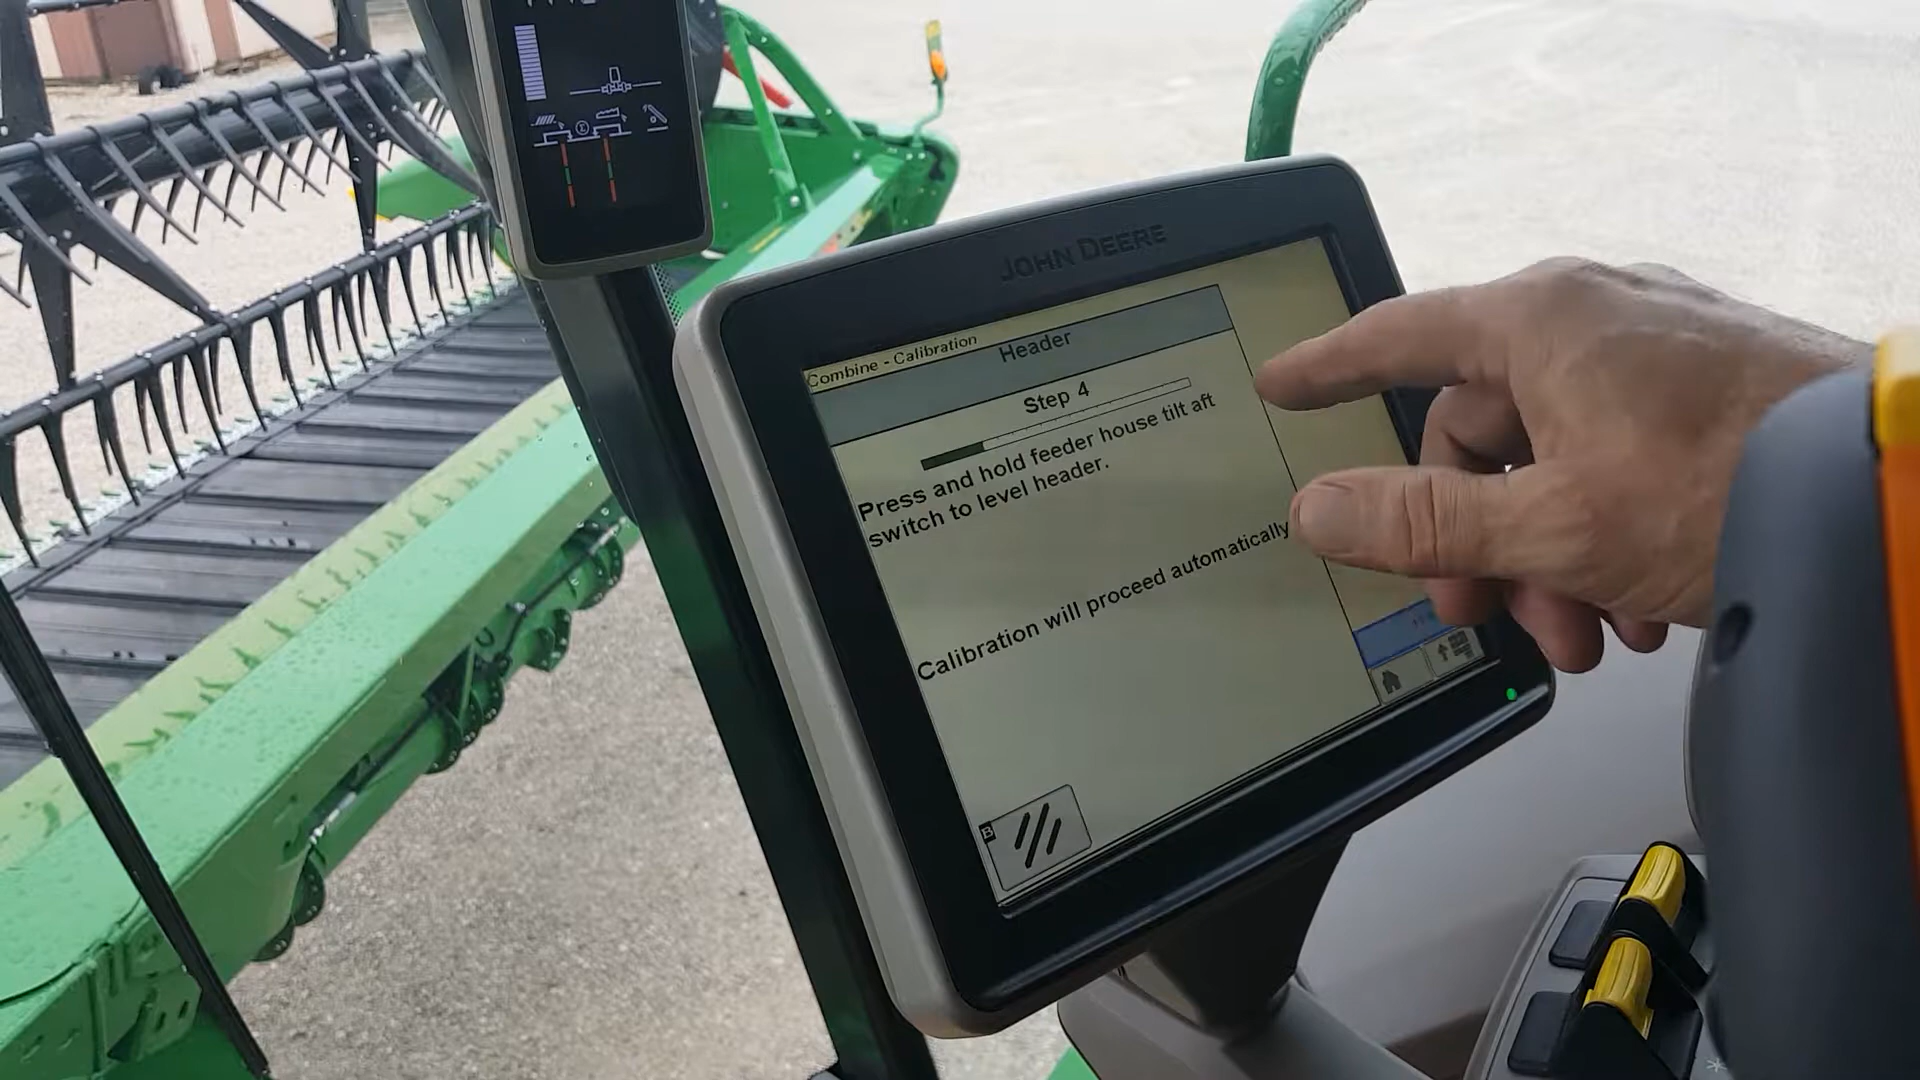 JOHN DEERE
Combine - Calibration
Header
Step 4
Press and hold feeder house tilt aft
switch to level header.
Calibration will proceed automatically
B